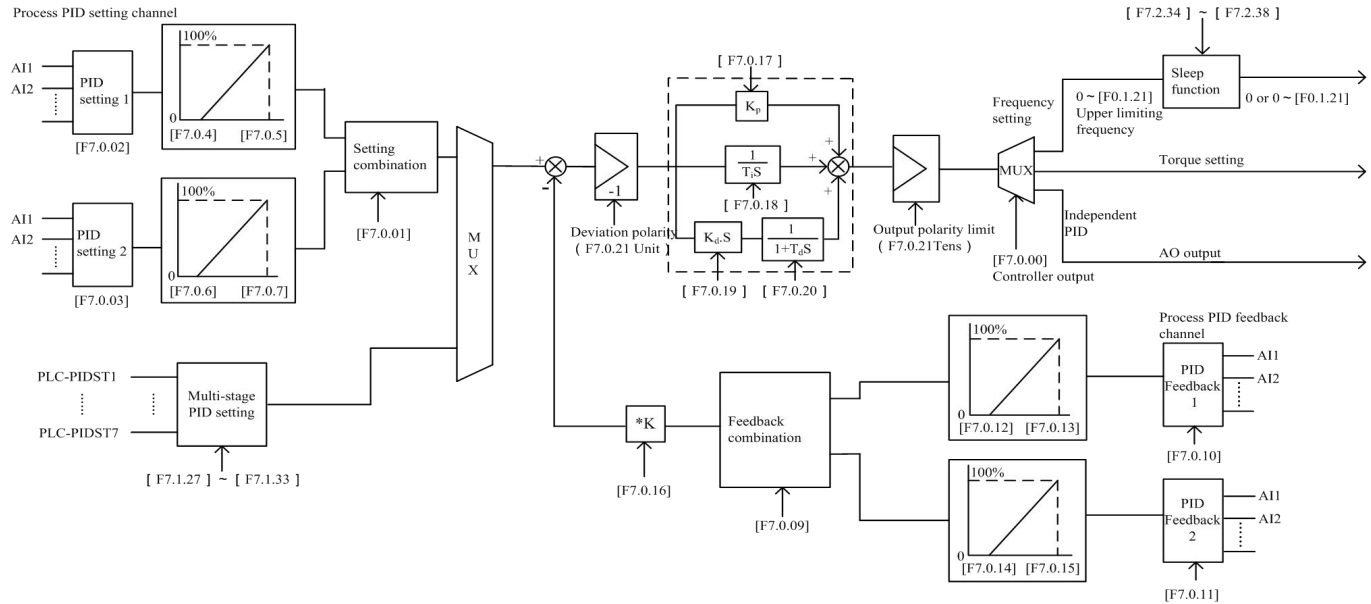 Process PID setting channel
100%
AI1
AI2
PID
setting 1
[F7.0.02]
0
[F7.0.4]
[F7.0.5]
100%
AI1
AI2
PID
setting 2
[F7.0.03]
0
[F7.0.6]
[F7.0.7]
Setting
combination
[F7.0.01]
PLC-PIDST1
PLC-PIDST7
Multi-stage
PID setting
[ F7.1.27 ] ~ [ F7.1.33 ]
M
U
X
+
-
-1
Deviation polarity
( F7.0.21 Unit )
[ F7.0.17 ]
Kp
1
TiS
[ F7.0.18 ]
Kd.S
1
1+TdS
[ F7.0.19 ]
[ F7.0.20 ]
+
+
+
Output polarity limit
( F7.0.21Tens )
Frequency
setting
MUX
[F7.0.00]
Controller output
[ F7.2.34 ] ~ [ F7.2.38 ]
Sleep
function
0 ~ [F0.1.21]
Upper limiting
frequency
0 or 0 ~ [F0.1.21]
Torque setting
Independent
PID
AO output
*K
[F7.0.16]
Feedback
combination
[F7.0.09]
100%
0
[F7.0.12]
[F7.0.13]
100%
0
[F7.0.14]
[F7.0.15]
Process PID feedback
channel
PID
Feedback
1
AI1
AI2
[F7.0.10]
PID
Feedback
2
AI1
AI2
[F7.0.11]